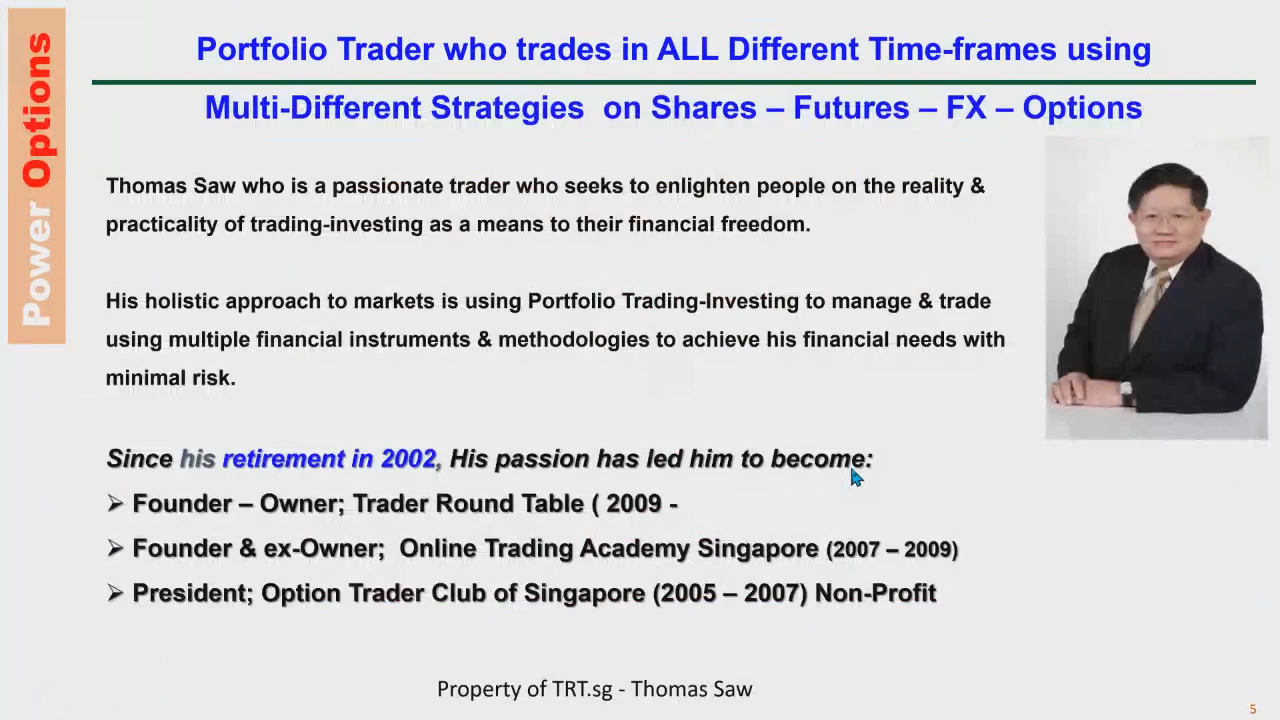 Power Options
Portfolio Trader who trades in ALL Different Time-frames using
Multi-Different Strategies on Shares – Futures – FX – Options
Thomas Saw who is a passionate trader who seeks to enlighten people on the reality &
practicality of trading-investing as a means to their financial freedom.
His holistic approach to markets is using Portfolio Trading-Investing to manage & trade
using multiple financial instruments & methodologies to achieve his financial needs with
minimal risk.
Since his retirement in 2002, His passion has led him to become:
➢ Founder – Owner; Trader Round Table ( 2009 -
➢ Founder & ex-Owner; Online Trading Academy Singapore (2007 – 2009)
➢ President; Option Trader Club of Singapore (2005 – 2007) Non-Profit
Property of TRT.sg - Thomas Saw
5